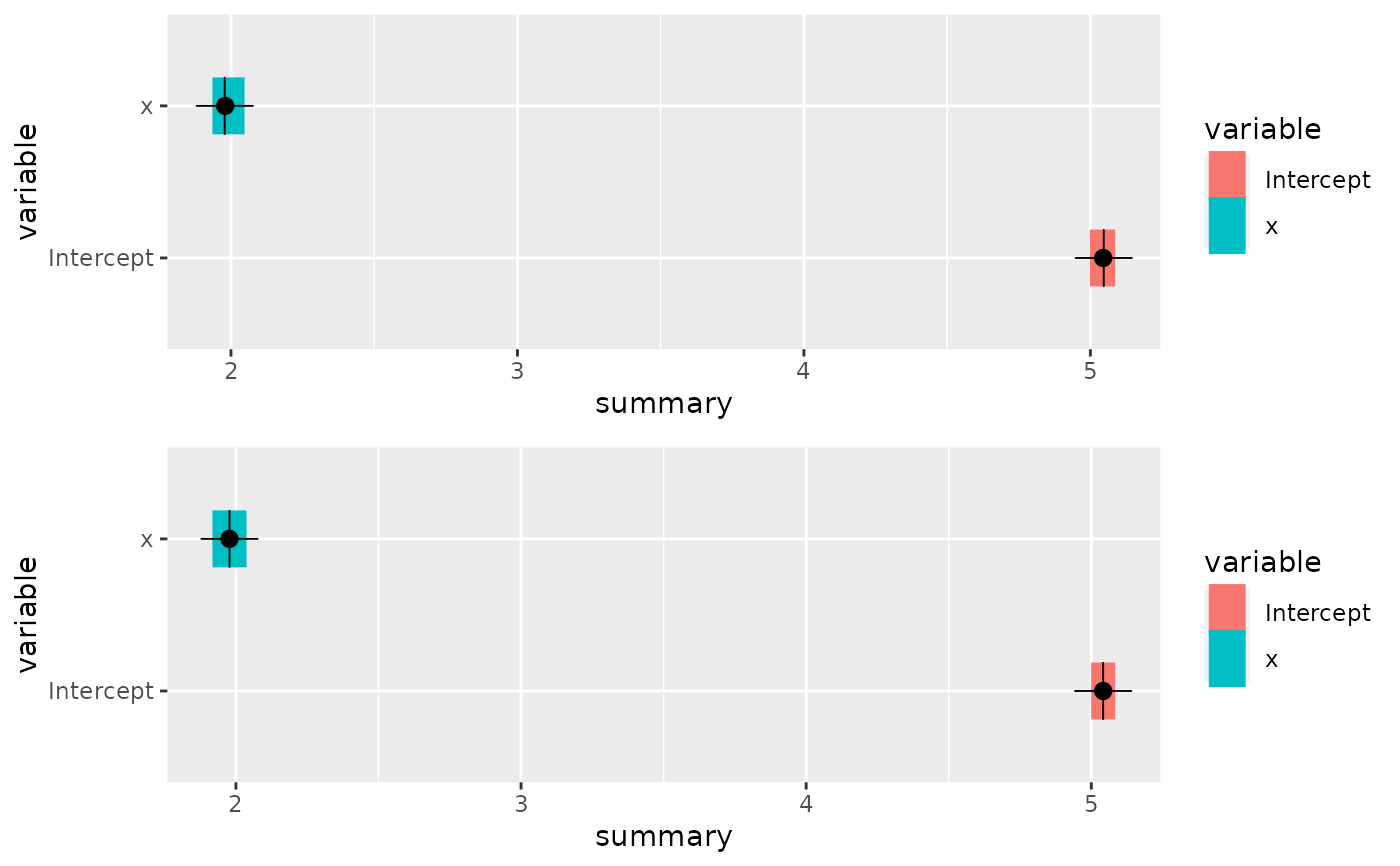 x
Intercept
variable
2 3 4 5
summary
variable
Intercept
x
x
Intercept
variable
2 3 4 5
summary
variable
Intercept
x